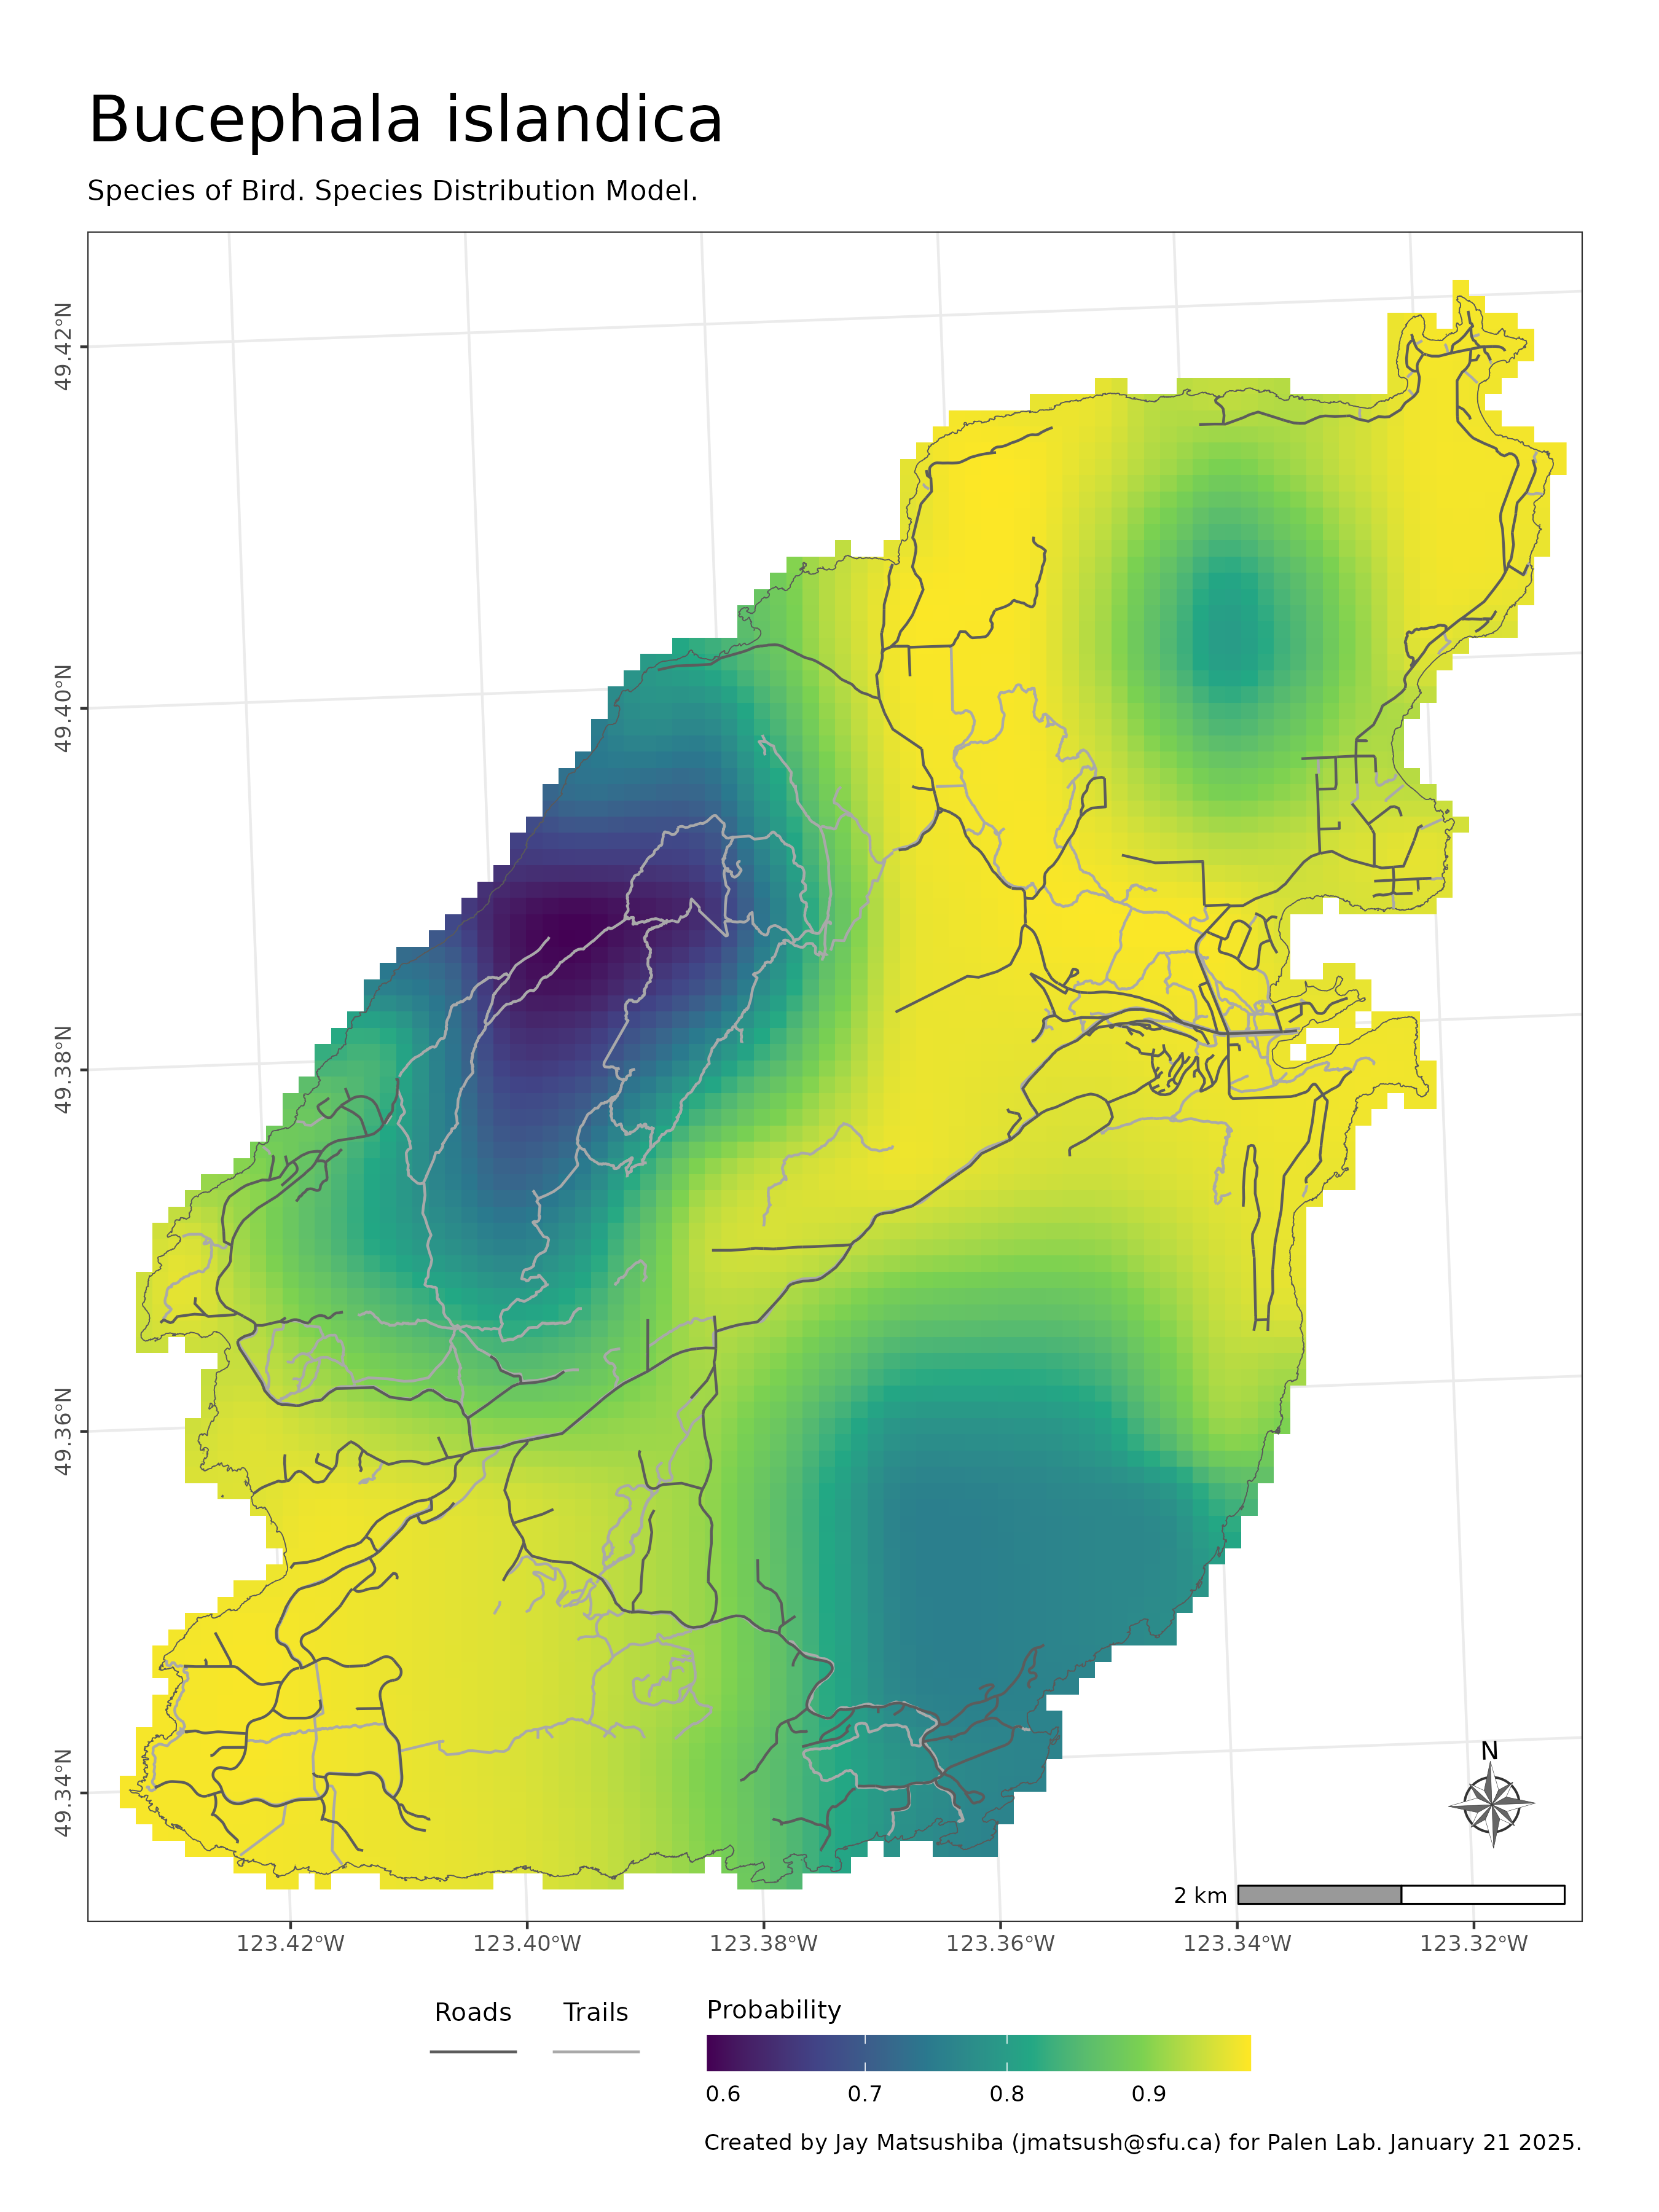 Bucephala islandica
Species of Bird. Species Distribution Model.
49.42°N
49.40°N
49.38°N
49.36°N
49.34°N
N
2 km
123.42°W 123.40°W 123.38°W 123.36°W 123.34°W 123.32°W
Roads Trails Probability
0.6 0.7 0.8 0.9
Created by Jay Matsushiba (jmatsush@sfu.ca) for Palen Lab. January 21 2025.